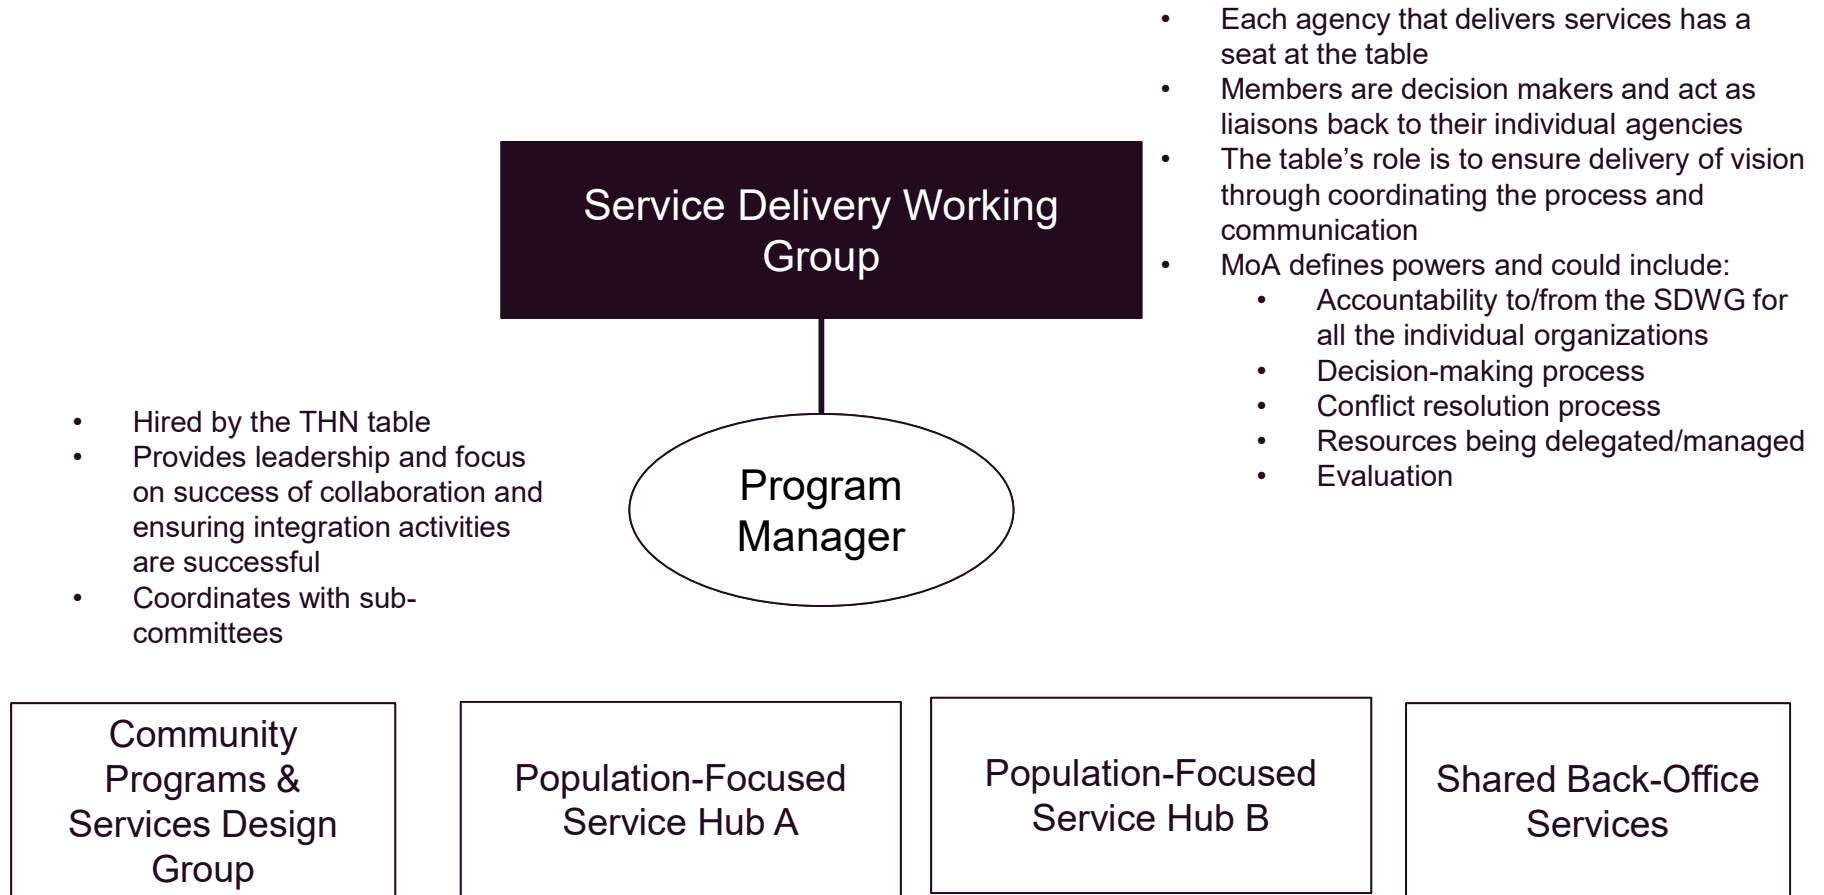 • Each agency that delivers services has a
seat at the table
• Members are decision makers and act as
liaisons back to their individual agencies
• The table’s role is to ensure delivery of vision
through coordinating the process and
communication
• MoA defines powers and could include:
• Accountability to/from the SDWG for
all the individual organizations
• Decision-making process
• Conflict resolution process
• Resources being delegated/managed
• Evaluation
Service Delivery Working
Group
• Hired by the THN table
• Provides leadership and focus
on success of collaboration and
ensuring integration activities
are successful
• Coordinates with sub-
committees
Program
Manager
Community
Programs &
Services Design
Group
Population-Focused
Service Hub A
Population-Focused
Service Hub B
Shared Back-Office
Services